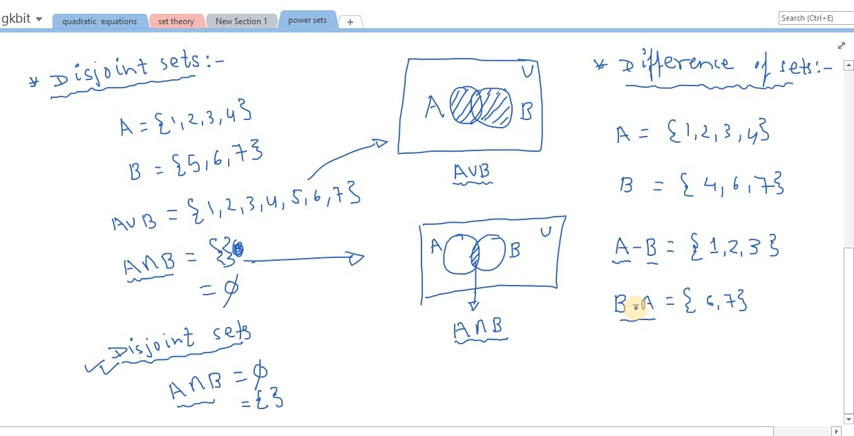 gkbit
quadratic equations
set theory
New Section 1
power sets
+
Search (Ctrl+E)
* Disjoint sets:-
A = {1,2,3,4}
B = {5,6,7}
A∪B = {1,2,3,4,5,6,7}
A∩B = {}
= ϕ
Disjoint sets
A∩B = ϕ
= { }
U
A
B
A∪B
U
A
B
A∩B
* Difference of sets:-
A = {1,2,3,4}
B = {4,6,7}
A-B = {1,2,3}
B-A = {6,7}